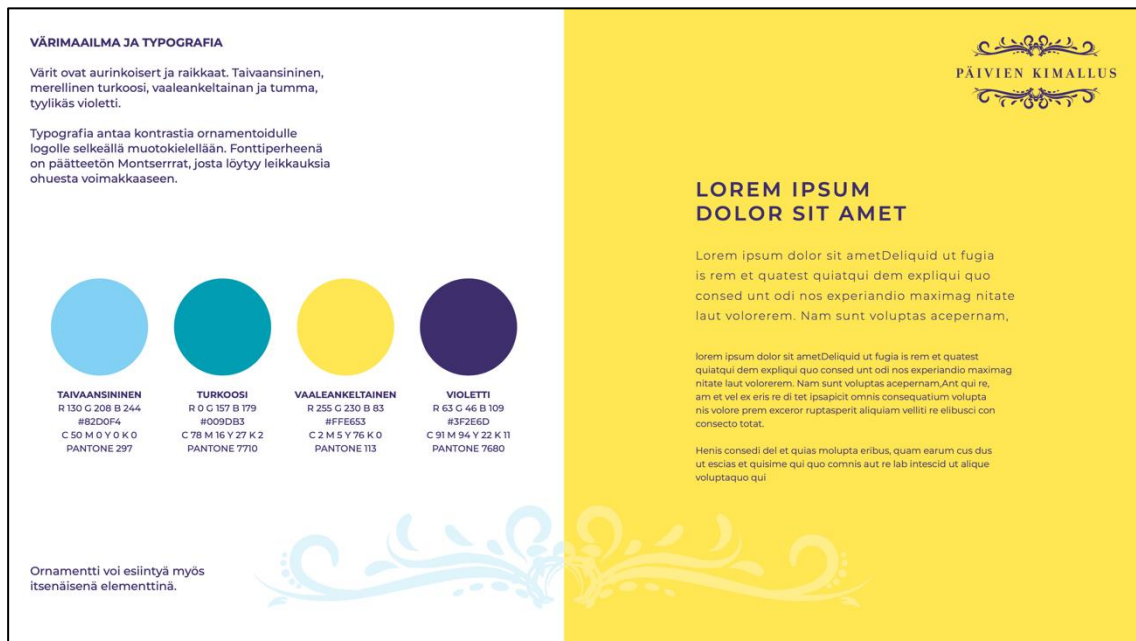 VÄRIMAAILMA JA TYPOGRAFIA
Värit ovat aurinkoisert ja raikkaat. Taivaansininen,
merellinen turkoosi, vaaleankeltainan ja tumma,
tyylikäs violetti.
Typografia antaa kontrastia ornamentoidulle
logolle selkeällä muotokielellään. Fonttiperheenä
on päätteetön Montserrrat, josta löytyy leikkauksia
ohuesta voimakkaaseen.
TAIVAANSININEN
R 130 G 208 B 244
#82D0F4
C 50 M 0 Y 0 K 0
PANTONE 297
TURKOOSI
R 0 G 157 B 179
#009DB3
C 78 M 16 Y 27 K 2
PANTONE 7710
VAALEANKELTAINEN
R 255 G 230 B 83
#FFE653
C 2 M 5 Y 76 K 0
PANTONE 113
VIOLETTI
R 63 G 46 B 109
#3F2E6D
C 91 M 94 Y 22 K 11
PANTONE 7680
Ornamentti voi esiintyä myös
itsenäisenä elementtinä.
PÄIVIEN KIMALLUS
LOREM IPSUM
DOLOR SIT AMET
Lorem ipsum dolor sit ametDeliquid ut fugia
is rem et quatest quiatqui dem expliqui quo
consed unt odi nos experiandio maximag nitate
laut volorerem. Nam sunt voluptas acepernam,
lorem ipsum dolor sit ametDeliquid ut fugia is rem et quatest
quiatqui dem expliqui quo consed unt odi nos experiandio maximag
nitate laut volorerem. Nam sunt voluptas acepernam,Ant qui re,
am et vel ex eris re di tet ipsapicit omnis consequatium volupta
nis volore prem exceror ruptasperit aliquiam velliti re elibusci con
consecto totat.
Henis consedi del et quias molupta eribus, quam earum cus dus
ut escias et quisime qui quo comnis aut re lab intescid ut alique
voluptaquo qui